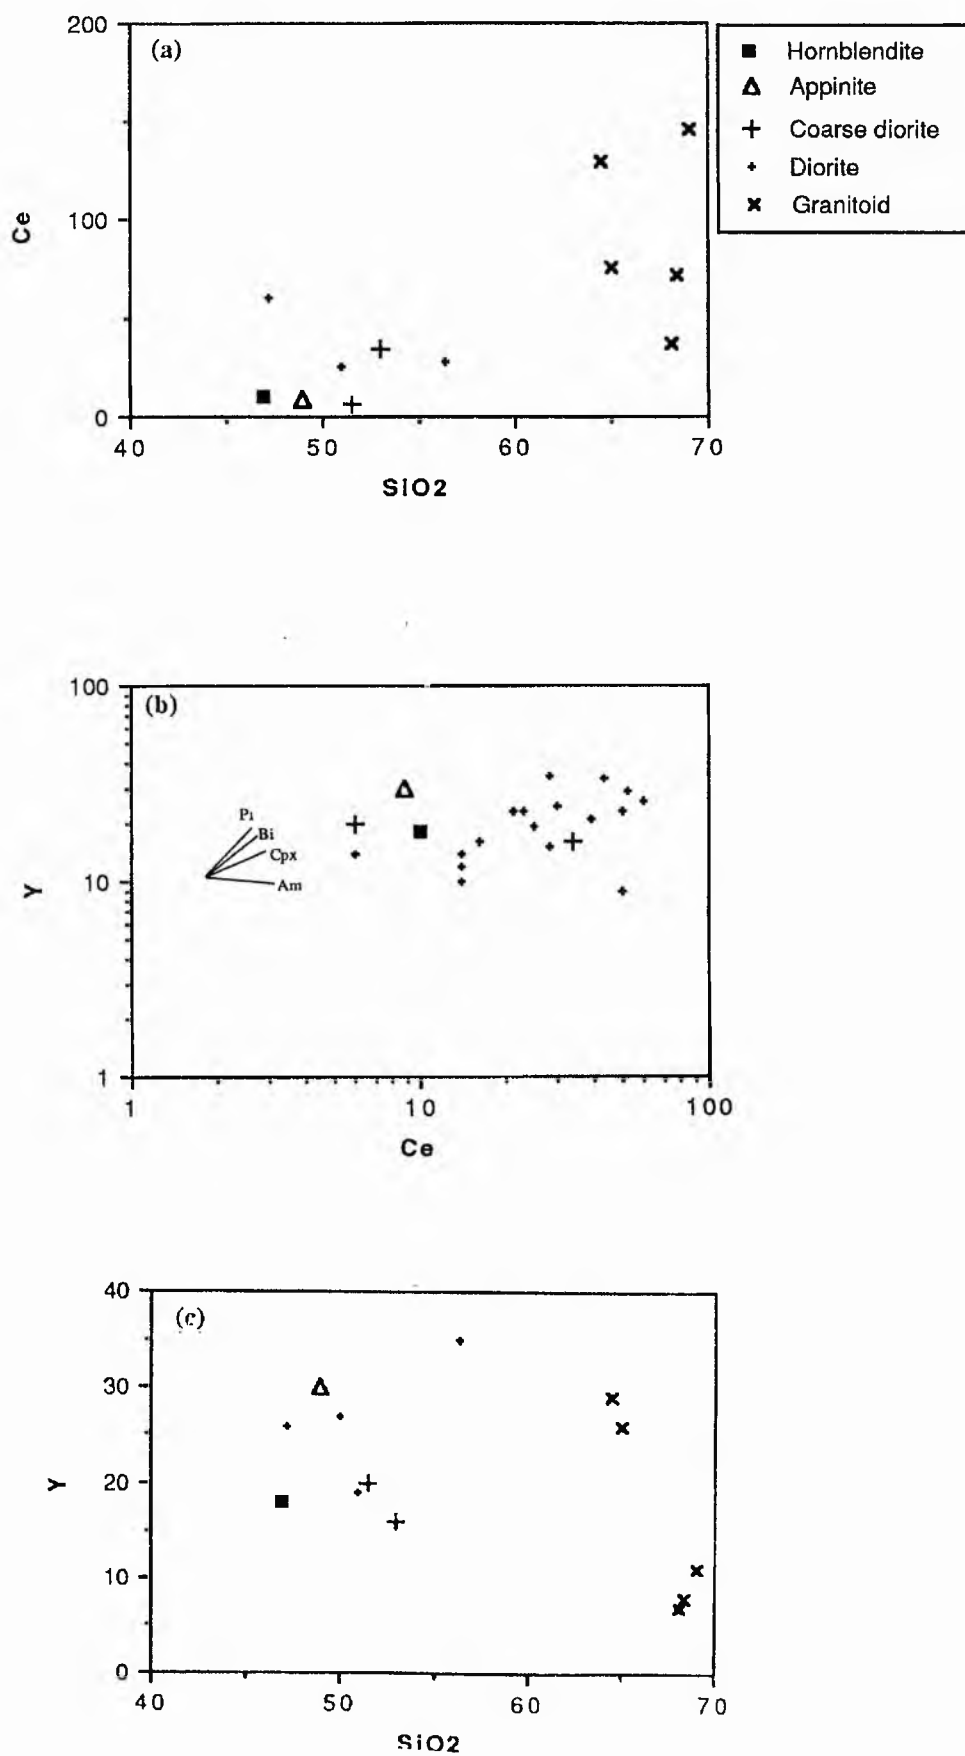 200
(a)
100
0
Ce
40
50
60
70
SiO2
Hornblendite
Appinite
Coarse diorite
Diorite
Granitoid
100
(b)
Pi
Bi
Cpx
Am
10
1
Y
1
10
100
Ce
40
(c)
30
20
10
0
Y
40
50
60
70
SiO2